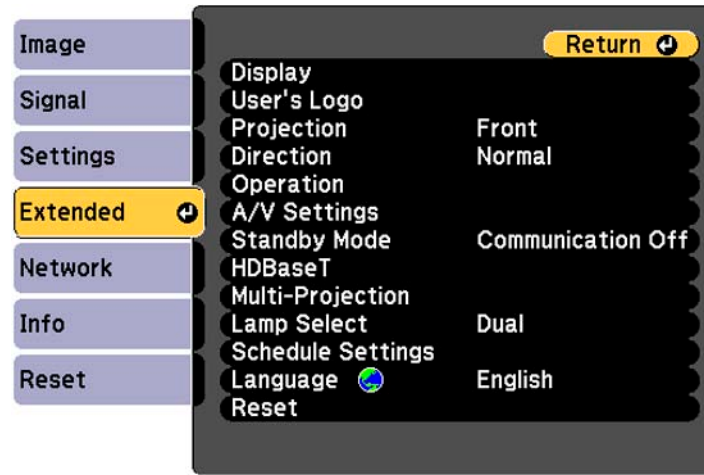 Image
Signal
Settings
Extended
Network
Info
Reset
Return
Display
User's Logo
Projection Front
Direction Normal
Operation
A/V Settings
Standby Mode Communication Off
HDBaseT
Multi-Projection
Lamp Select Dual
Schedule Settings
Language English
Reset